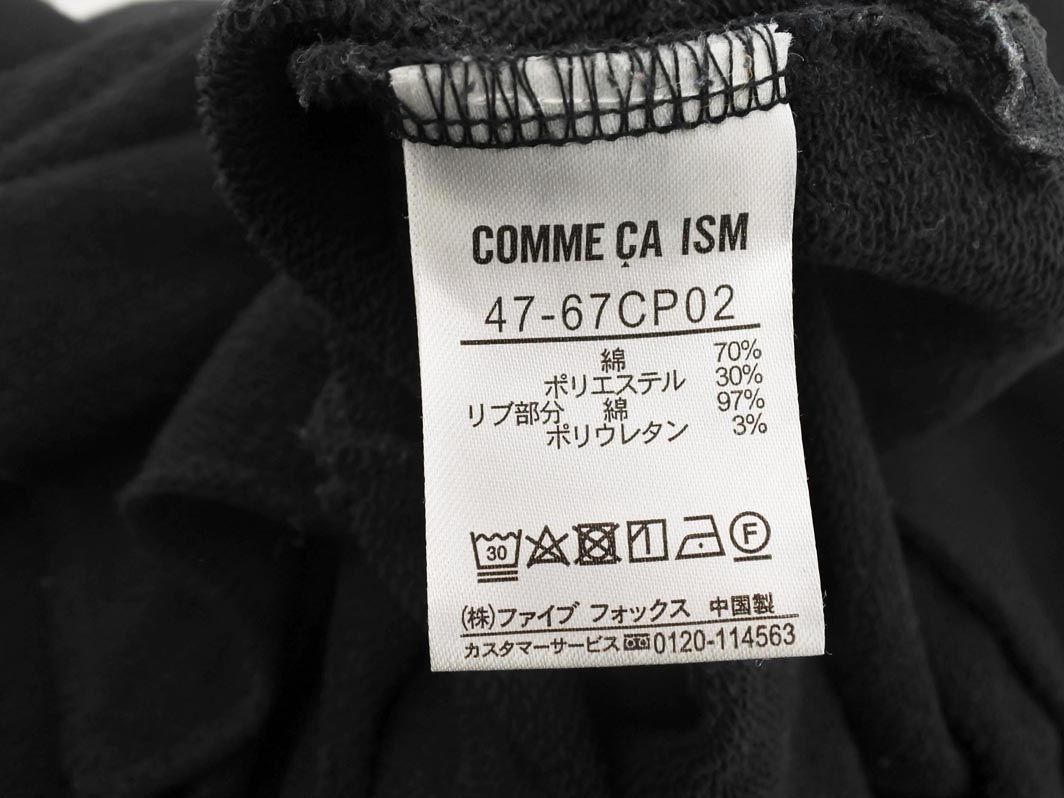 COMME ÇA ISM
47-67CP02
綿 70%
ポリエステル 30%
リブ部分 綿 97%
ポリウレタン 3%
30 F
(株)ファイブ フォックス 中国製
カスタマーサービス 0120-114563